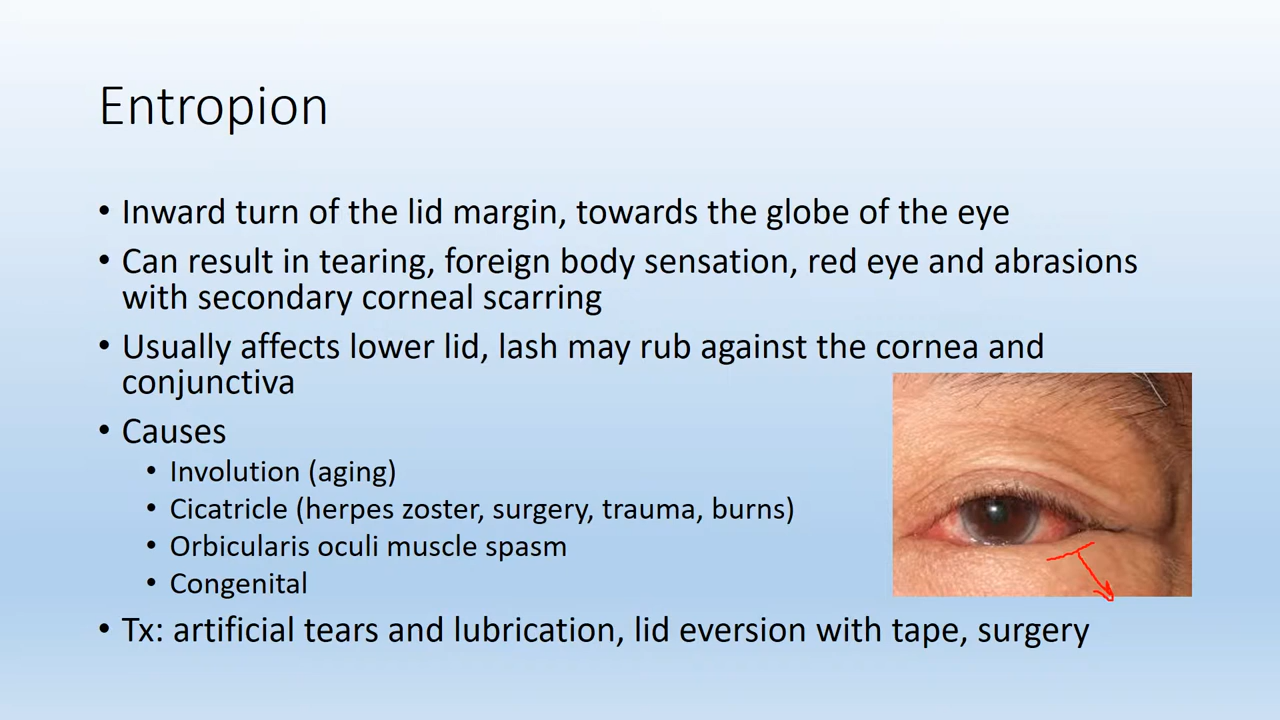 Entropion
• Inward turn of the lid margin, towards the globe of the eye
• Can result in tearing, foreign body sensation, red eye and abrasions
with secondary corneal scarring
• Usually affects lower lid, lash may rub against the cornea and
conjunctiva
• Causes
• Involution (aging)
• Cicatricle (herpes zoster, surgery, trauma, burns)
• Orbicularis oculi muscle spasm
• Congenital
• Tx: artificial tears and lubrication, lid eversion with tape, surgery